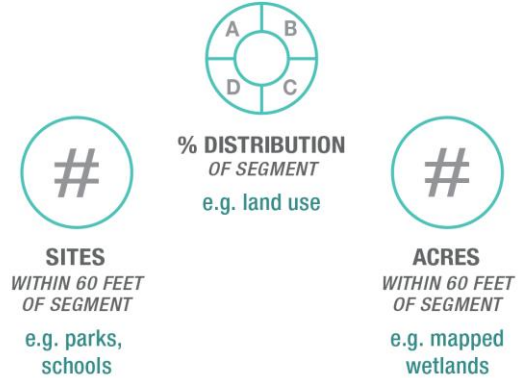 A
B
D
C
% DISTRIBUTION
OF SEGMENT
e.g. land use
#
SITES
WITHIN 60 FEET
OF SEGMENT
e.g. parks,
schools
#
ACRES
WITHIN 60 FEET
OF SEGMENT
e.g. mapped
wetlands